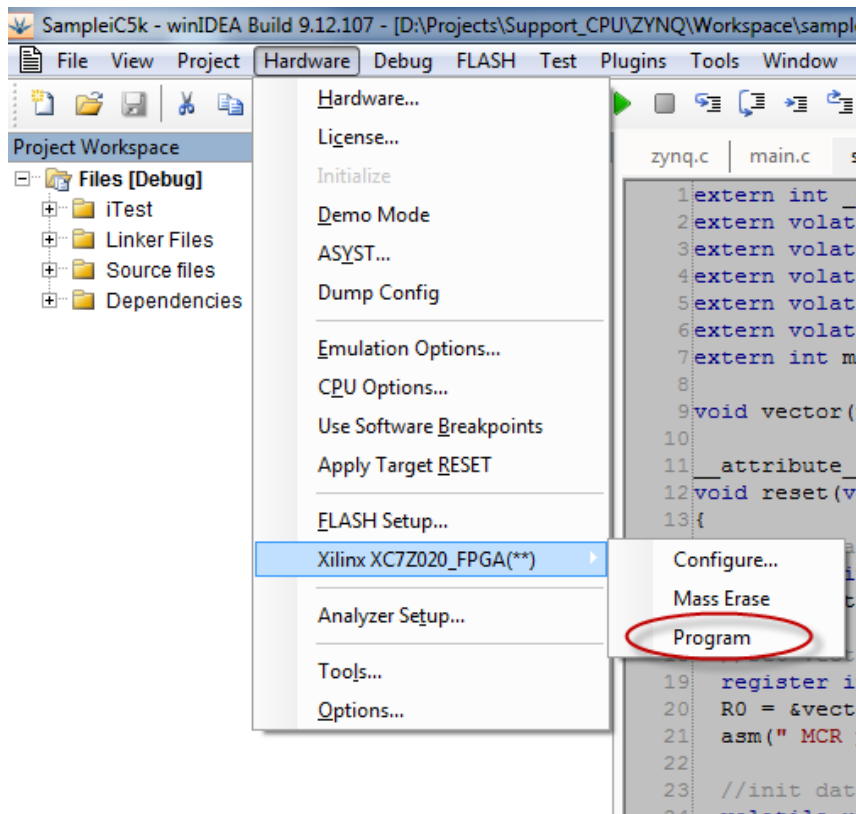 SampleiC5k - winIDEA Build 9.12.107 - [D:\Projects\Support_CPU\ZYNQ\Workspace\sampl
File View Project Hardware Debug FLASH Test Plugins Tools Window
Project Workspace
Files [Debug]
iTest
Linker Files
Source files
Dependencies
Hardware...
License...
Initialize
Demo Mode
ASYST...
Dump Config
Emulation Options...
CPU Options...
Use Software Breakpoints
Apply Target RESET
FLASH Setup...
Xilinx XC7Z020_FPGA(**)
Analyzer Setup...
Tools...
Options...
Configure...
Mass Erase
Program
zynq.c main.c s
1 extern int _
2 extern volat
3 extern volat
4 extern volat
5 extern volat
6 extern volat
7 extern int m
8
9 void vector(
10
11 __attribute_
12 void reset(v
13 {
19 register i
20 R0 = &vect
21 asm(" MCR
22
23 //init dat